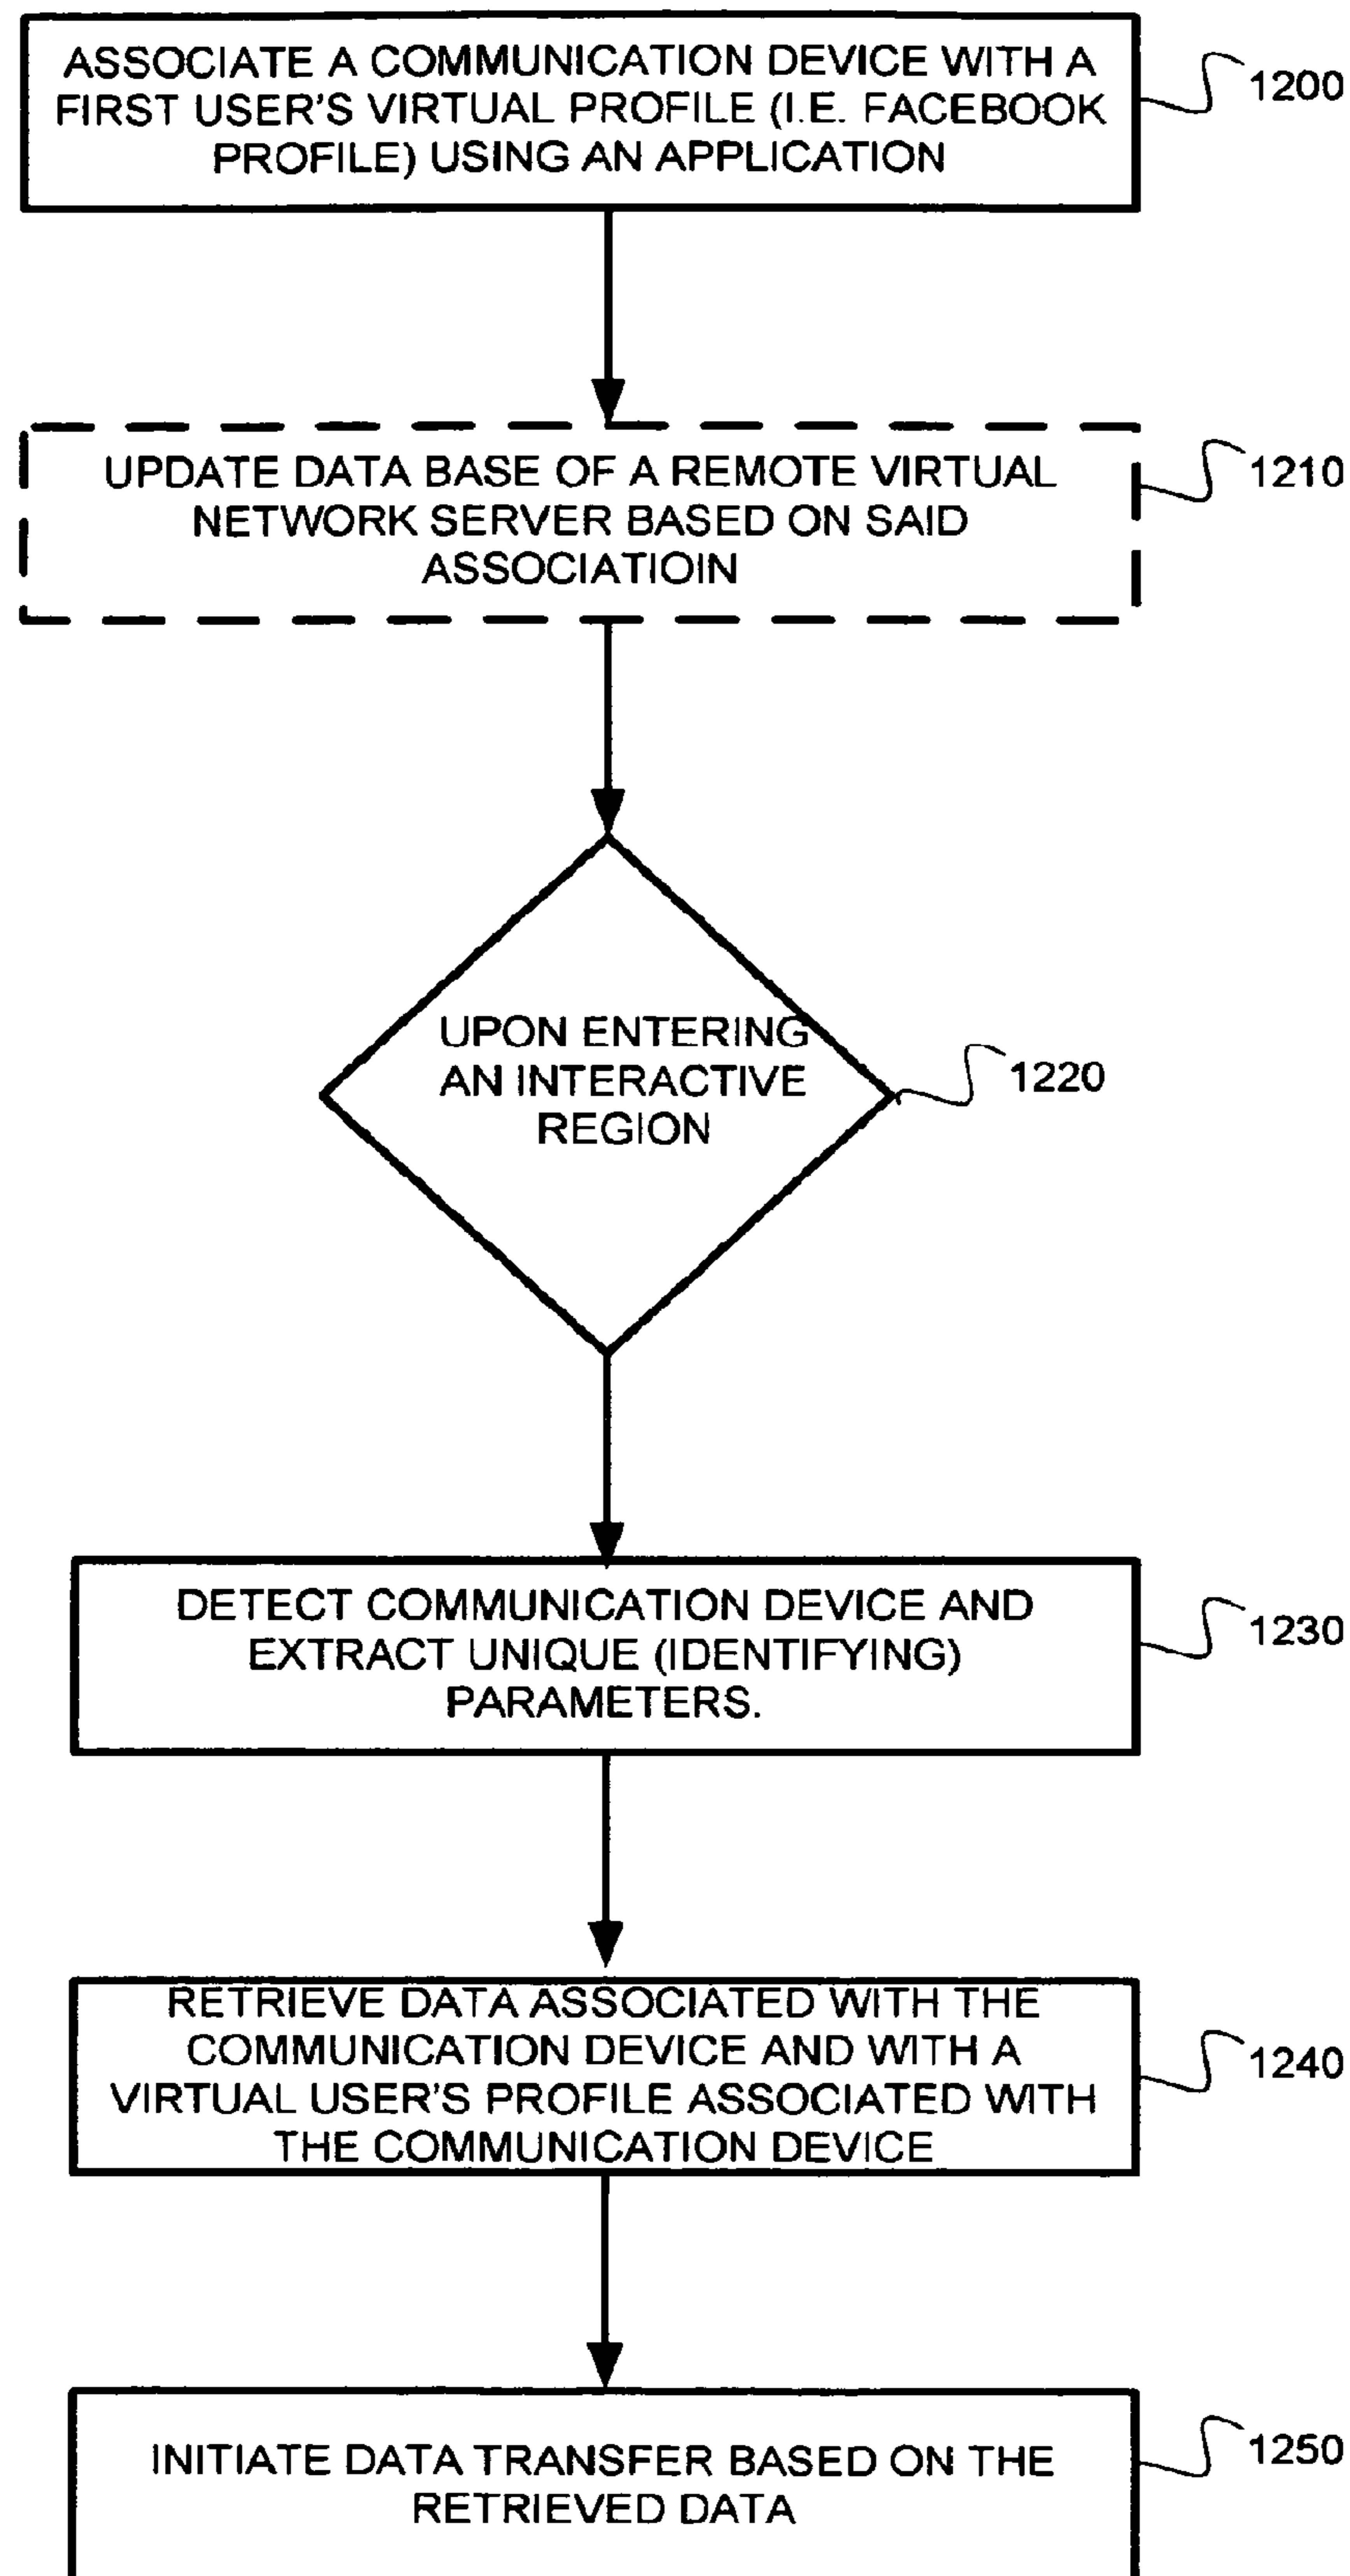 ASSOCIATE A COMMUNICATION DEVICE WITH A
FIRST USER'S VIRTUAL PROFILE (I.E. FACEBOOK
PROFILE) USING AN APPLICATION
1200
UPDATE DATA BASE OF A REMOTE VIRTUAL
NETWORK SERVER BASED ON SAID
ASSOCIATIOIN
1210
UPON ENTERING
AN INTERACTIVE
REGION
1220
DETECT COMMUNICATION DEVICE AND
EXTRACT UNIQUE (IDENTIFYING)
PARAMETERS.
1230
RETRIEVE DATA ASSOCIATED WITH THE
COMMUNICATION DEVICE AND WITH A
VIRTUAL USER'S PROFILE ASSOCIATED WITH
THE COMMUNICATION DEVICE
1240
INITIATE DATA TRANSFER BASED ON THE
RETRIEVED DATA
1250